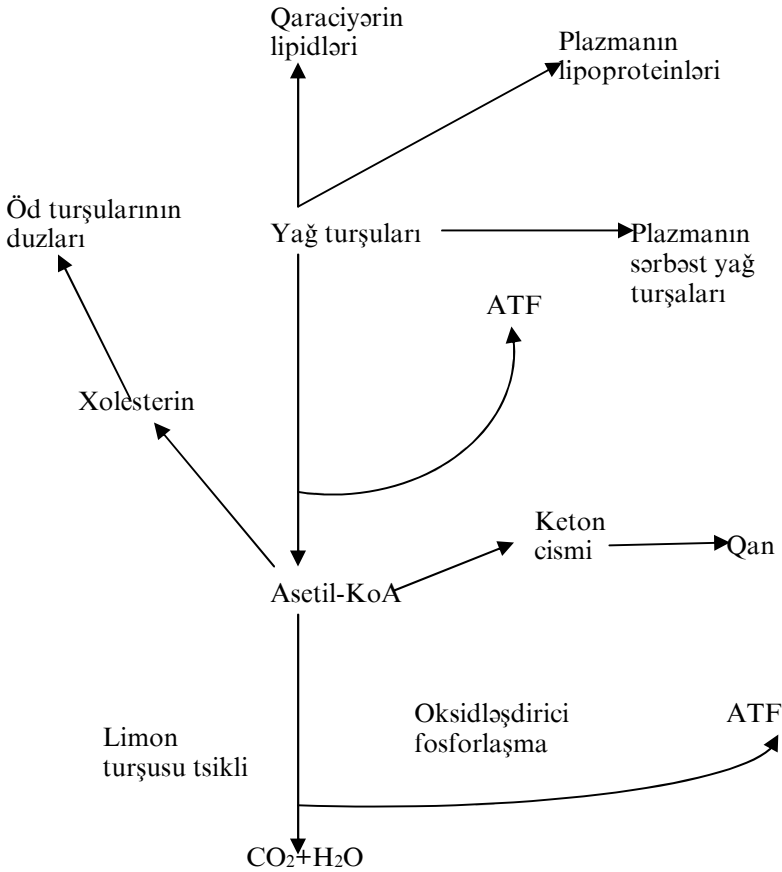 Qaraciyərin
lipidləri
Plazmanın
lipoproteinləri
Öd turşularının
duzları
Yağ turşuları
Plazmanın
sərbəst yağ
turşaları
ATF
Xolesterin
Keton
cismi
Qan
Asetil-KoA
Limon
turşusu tsikli
Oksidləşdirici
fosforlaşma
ATF
CO₂+H₂O